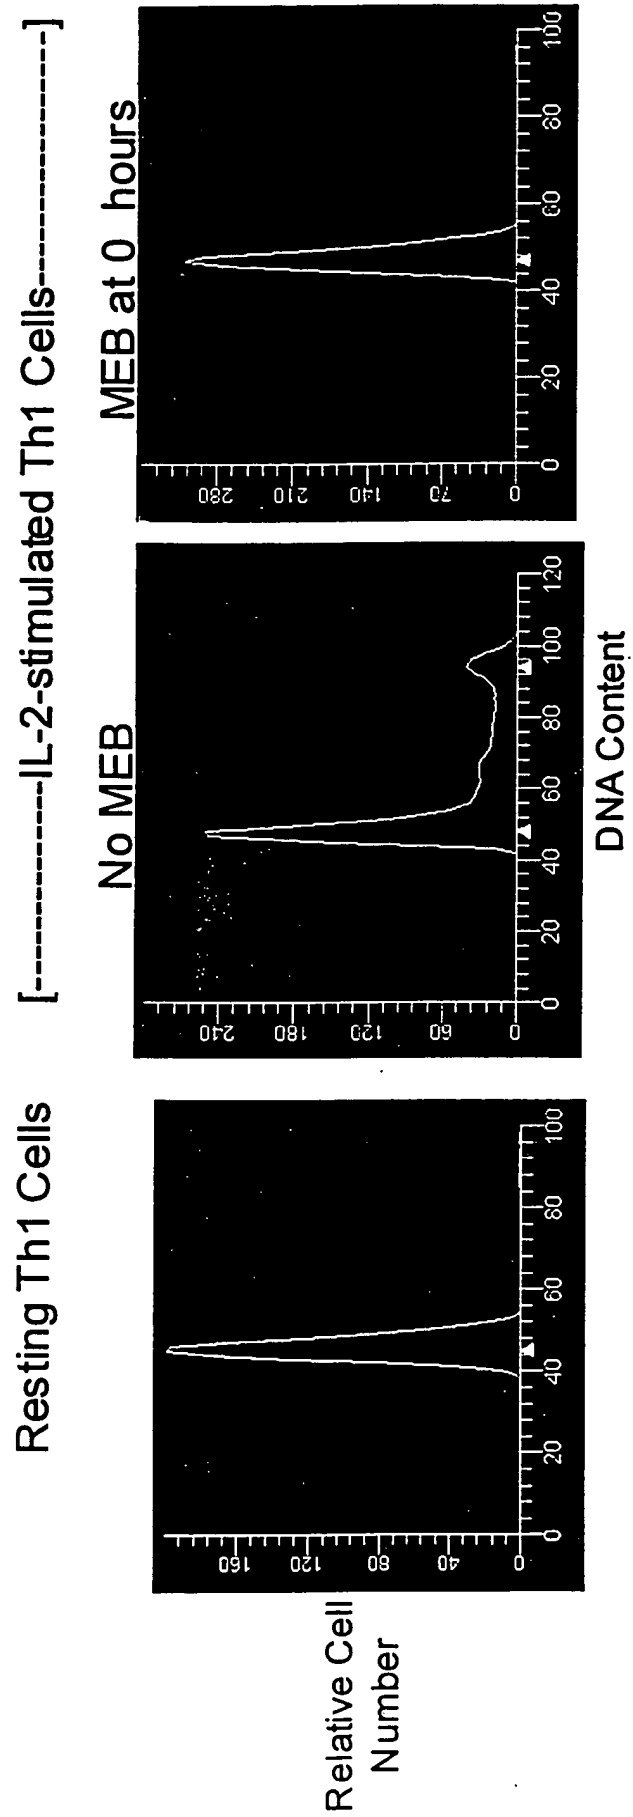 Resting Th1 Cells
[--------------IL-2-stimulated Th1 Cells------------------]
No MEB
MEB at 0 hours
Relative Cell
Number
160
120
80
40
0
0 20 40 60 80 100
240
180
120
60
0
0 20 40 60 80 100 120
280
210
140
70
0
0 20 40 60 80 100
DNA Content